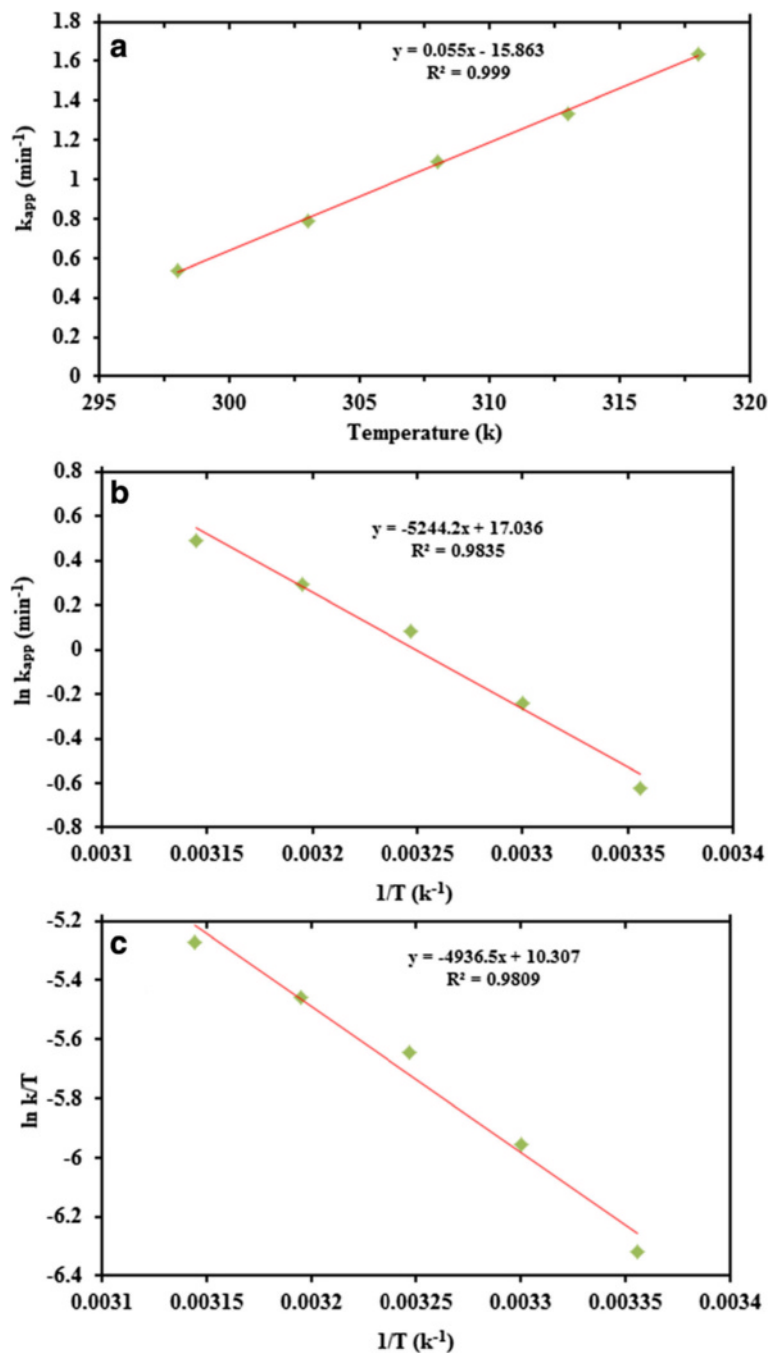 a
y = 0.055x - 15.863
R² = 0.999
kapp (min-1)
1.8
1.6
1.4
1.2
1
0.8
0.6
0.4
0.2
0
295 300 305 310 315 320
Temperature (k)
b
y = -5244.2x + 17.036
R² = 0.9835
ln kapp (min-1)
0.8
0.6
0.4
0.2
0
-0.2
-0.4
-0.6
-0.8
0.0031 0.00315 0.0032 0.00325 0.0033 0.00335 0.0034
1/T (k-1)
c
y = -4936.5x + 10.307
R² = 0.9809
ln k/T
-5.2
-5.4
-5.6
-5.8
-6
-6.2
-6.4
0.0031 0.00315 0.0032 0.00325 0.0033 0.00335 0.0034
1/T (k-1)